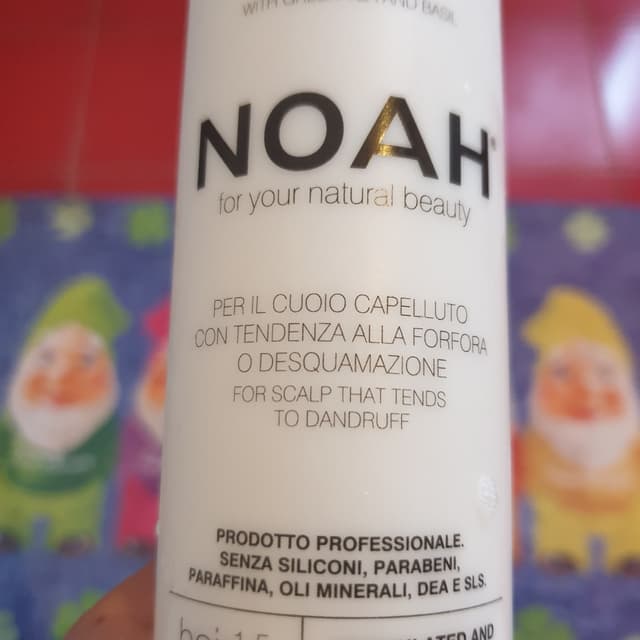 NOAH®
for your natural beauty
PER IL CUOIO CAPELLUTO
CON TENDENZA ALLA FORFORA
O DESQUAMAZIONE
FOR SCALP THAT TENDS
TO DANDRUFF
PRODOTTO PROFESSIONALE.
SENZA SILICONI, PARABENI,
PARAFFINA, OLI MINERALI, DEA E SLS.
AND